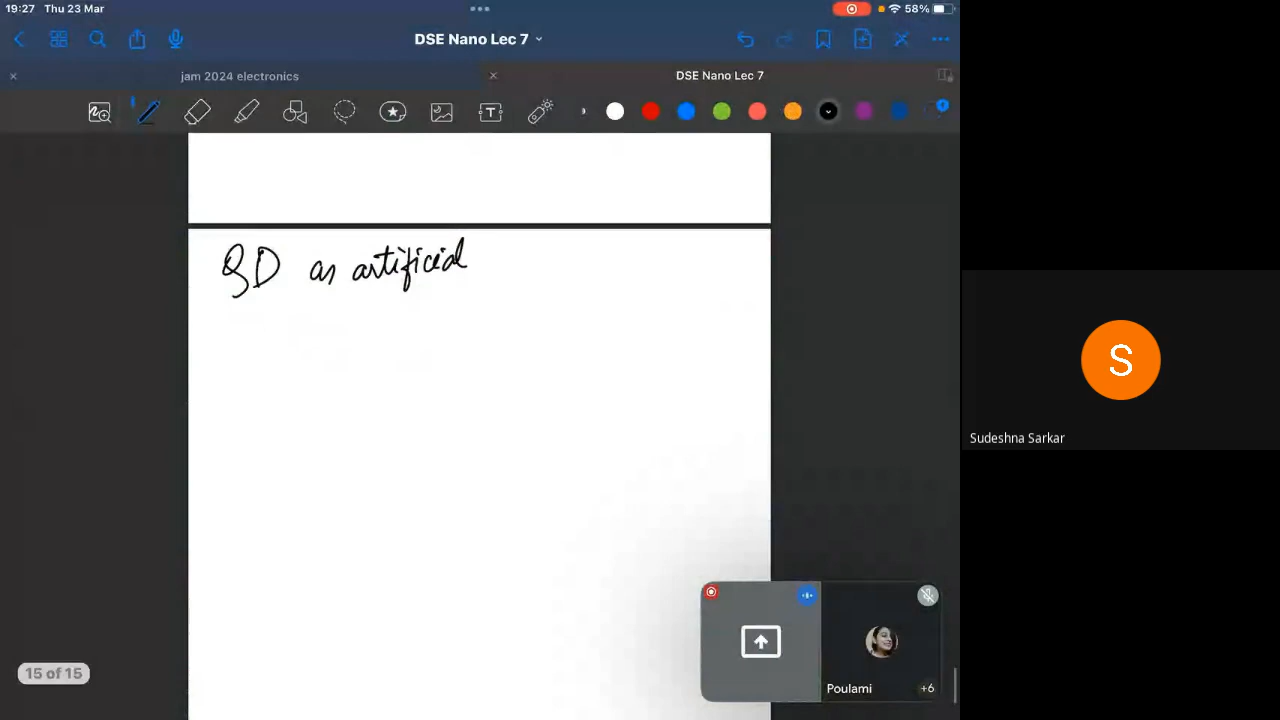 19:27 Thu 23 Mar
58%
DSE Nano Lec 7
jam 2024 electronics
DSE Nano Lec 7
T
QD as artificial
S
Sudeshna Sarkar
15 of 15
Poulami +6